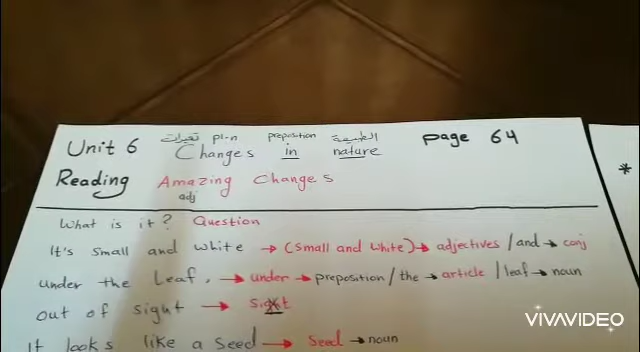 تغيرات pl-n preposition الطبيعة
Unit 6 Changes in nature page 64
Reading Amazing Changes
adj
*
What is it? Question
It's small and white → (small and white) → adjectives / and → conj
under the Leaf. → under → preposition / the → article / leaf → noun
out of sight → sight
It looks like a seed → seed → noun
VIVAVIDEO